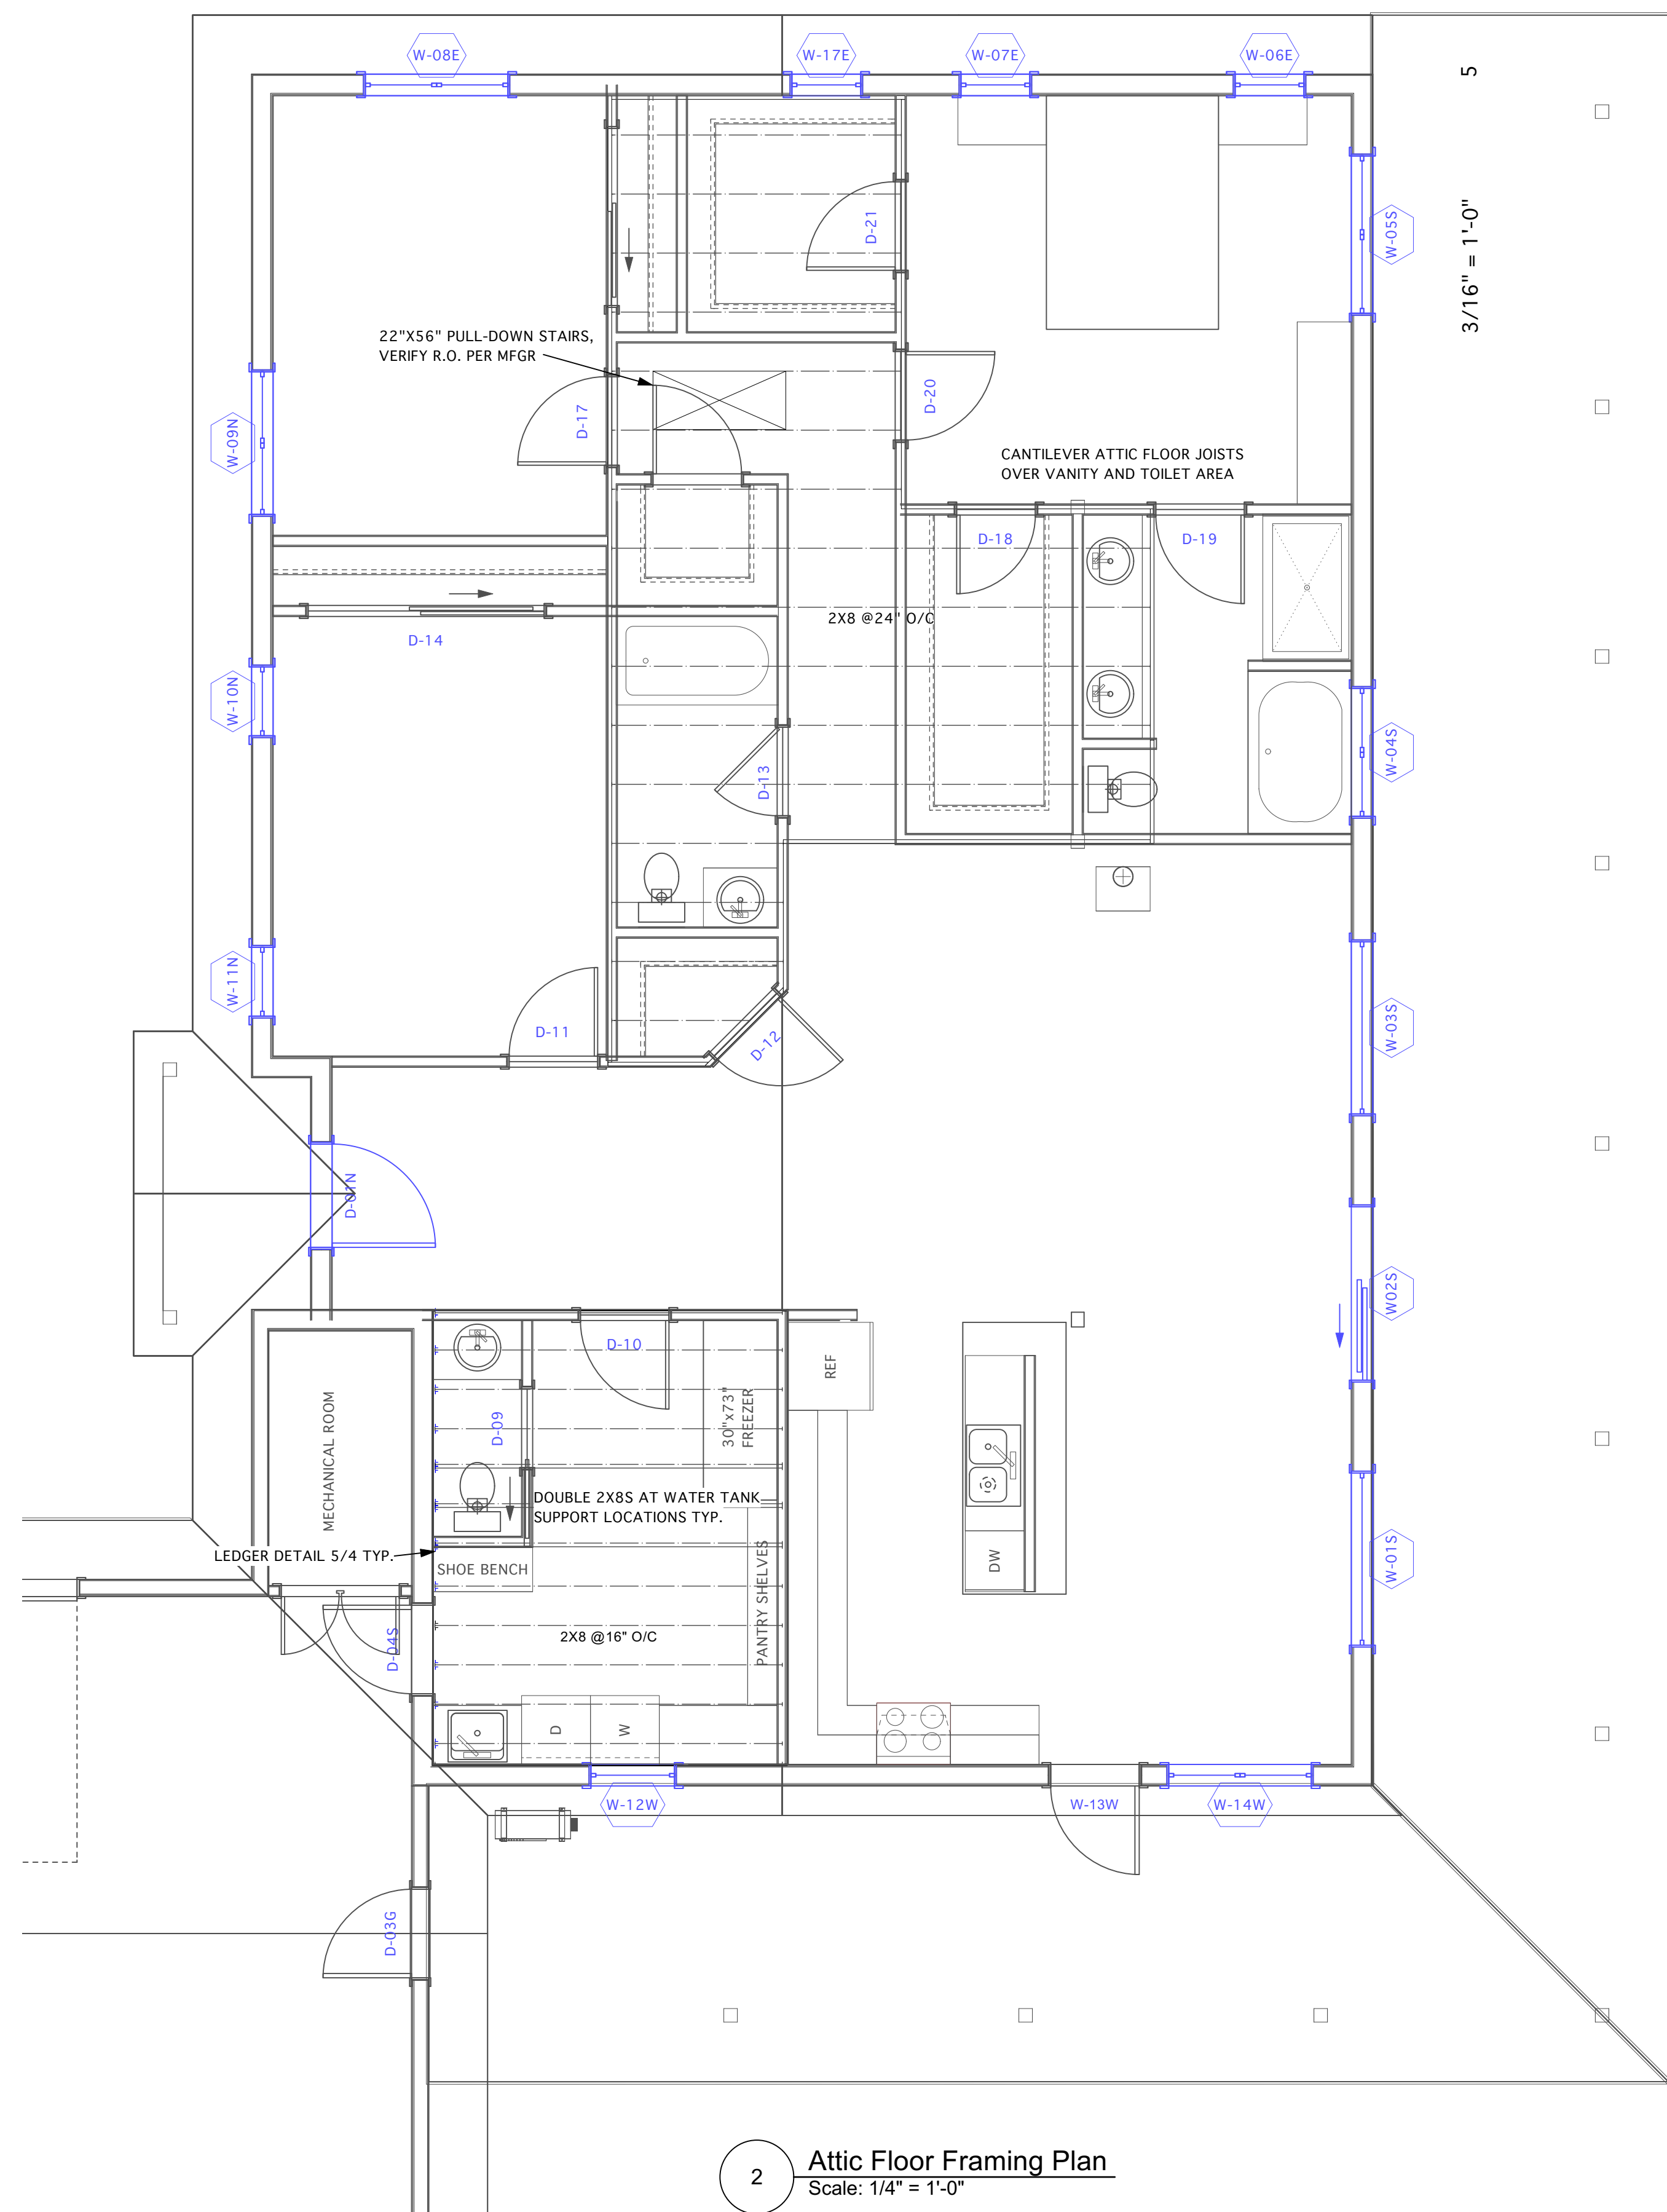 W-08E
W-17E
W-07E
W-06E
5
3/16" = 1'-0"
W-05S
D-21
22"X56" PULL-DOWN STAIRS,
VERIFY R.O. PER MFGR
D-17
D-20
W-09N
CANTILEVER ATTIC FLOOR JOISTS
OVER VANITY AND TOILET AREA
D-18
D-19
2X8 @24" O/C
D-14
W-10N
W-04S
D-13
W-11N
D-11
D-12
W-03S
D-01N
W02S
D-10
REF
MECHANICAL ROOM
D-09
30"x73"
FREEZER
DOUBLE 2X8S AT WATER TANK
SUPPORT LOCATIONS TYP.
LEDGER DETAIL 5/4 TYP.
SHOE BENCH
PANTRY SHELVES
DW
W-01S
D-04S
2X8 @16" O/C
D
W
W-12W
W-13W
W-14W
D-03G
2
Attic Floor Framing Plan
Scale: 1/4" = 1'-0"